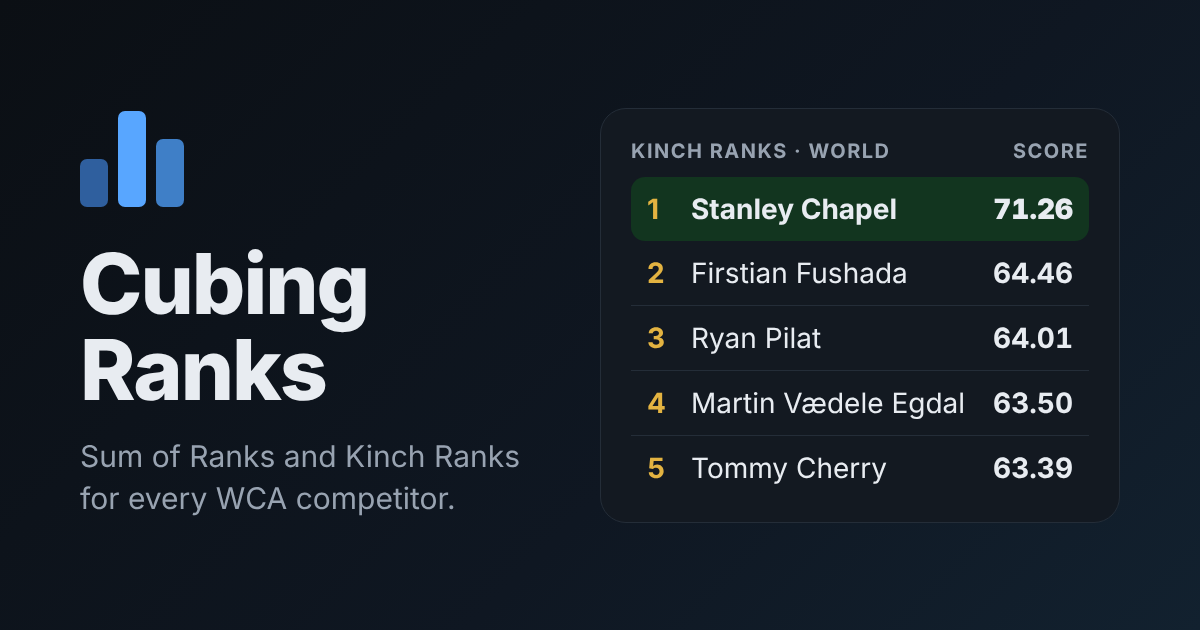 Cubing
Ranks
Sum of Ranks and Kinch Ranks
for every WCA competitor.
KINCH RANKS · WORLD SCORE
1 Stanley Chapel 71.26
2 Firstian Fushada 64.46
3 Ryan Pilat 64.01
4 Martin Vædele Egdal 63.50
5 Tommy Cherry 63.39